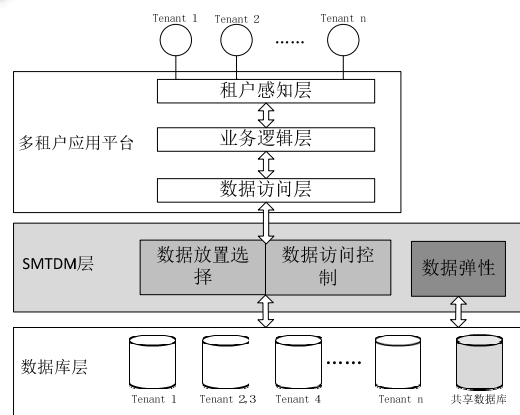 Tenant 1 Tenant 2 …… Tenant n
租户感知层
多租户应用平台
业务逻辑层
数据访问层
SMTDM层
数据放置选
择
数据访问控
制
数据弹性
数据库层
……
Tenant 1 Tenant 2,3 Tenant 4 Tenant n 共享数据库